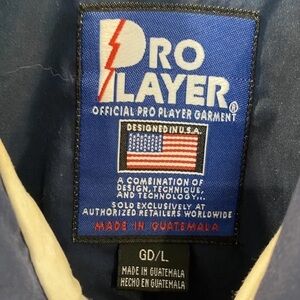 PRO
PLAYER®
OFFICIAL PRO PLAYER GARMENT
DESIGNED IN U.S.A.
A COMBINATION OF
DESIGN, TECHNIQUE,
AND TECHNOLOGY...
SOLD EXCLUSIVELY AT
AUTHORIZED RETAILERS WORLDWIDE
MADE IN GUATEMALA
GD/L
MADE IN GUATEMALA
HECHO EN GUATEMALA